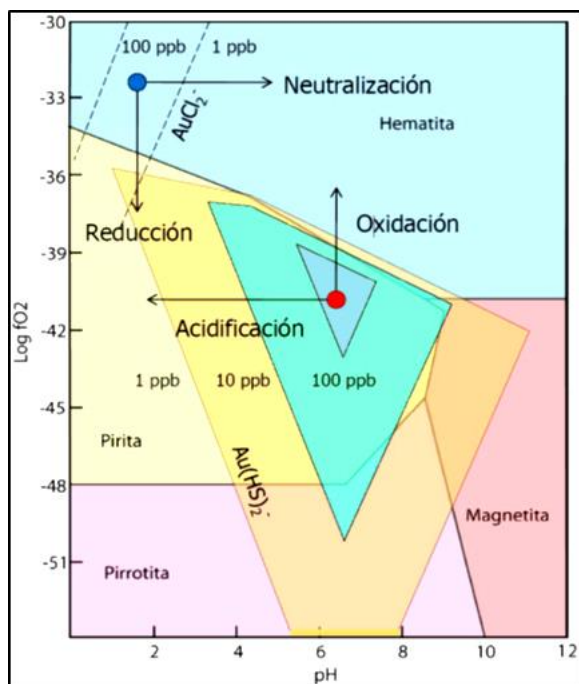 -30
-33
-36
-39
-42
-45
-48
-51
Log fO2
100 ppb
1 ppb
Neutralización
AuCl₂⁻
Hematita
Reducción
Oxidación
Acidificación
1 ppb
10 ppb
100 ppb
Pirita
Au(HS)₂⁻
Magnetita
Pirrotita
2
4
6
8
10
12
pH